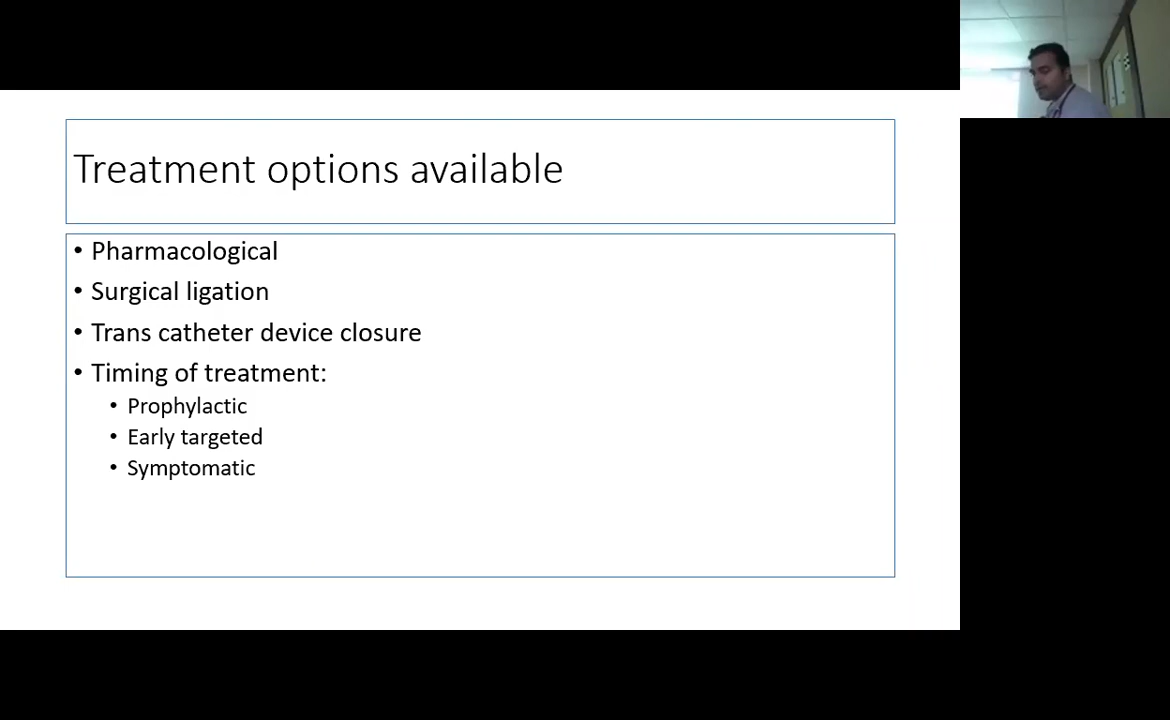 Treatment options available
• Pharmacological
• Surgical ligation
• Trans catheter device closure
• Timing of treatment:
• Prophylactic
• Early targeted
• Symptomatic